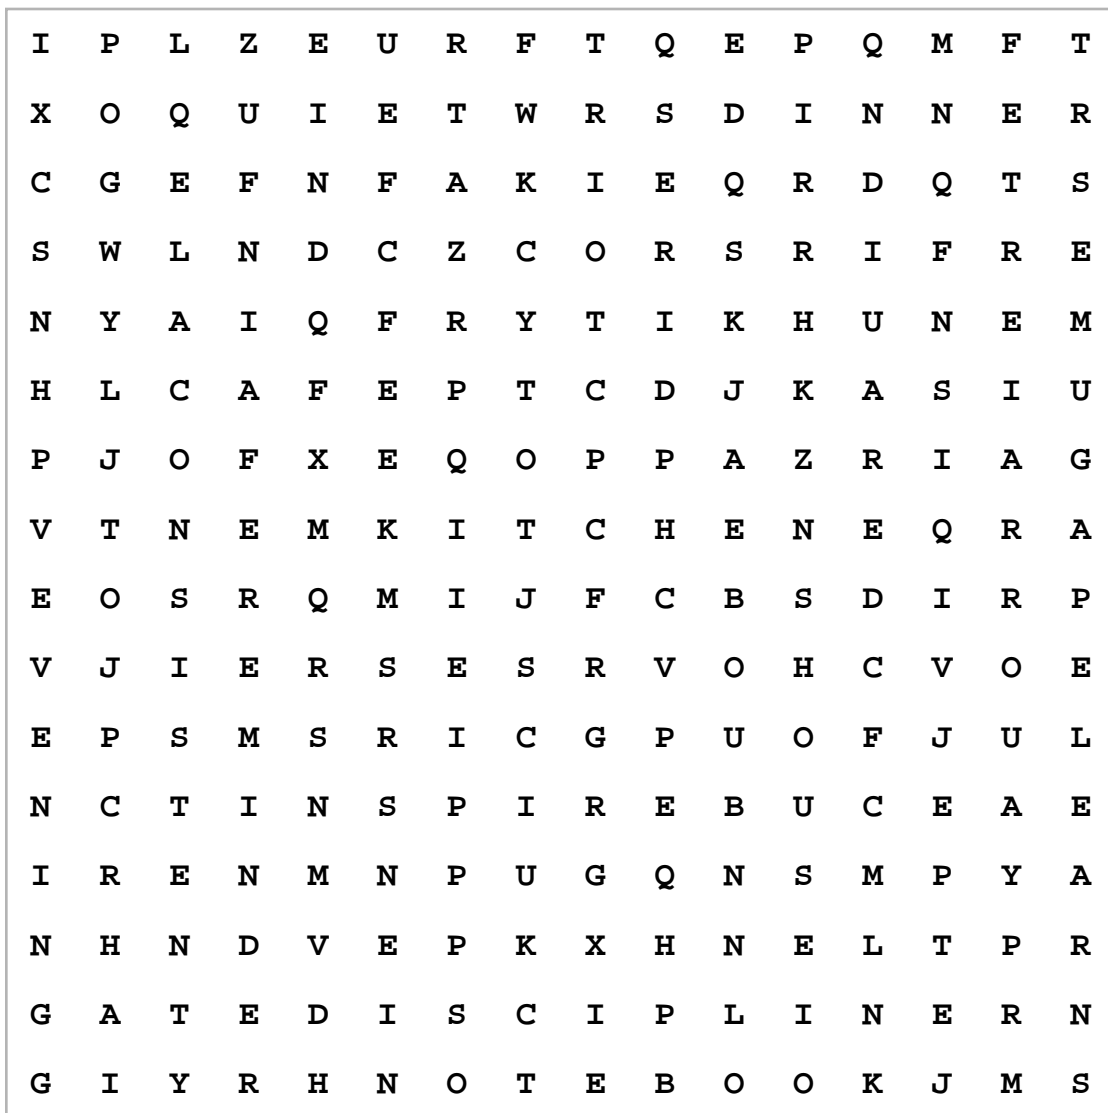 I P L Z E U R F T Q E P Q M F T
X O Q U I E T W R S D I N N E R
C G E F N F A K I E Q R D Q T S
S W L N D C Z C O R S R I F R E
N Y A I Q F R Y T I K H U N E M
H L C A F E P T C D J K A S I U
P J O F X E Q O P P A Z R I A G
V T N E M K I T C H E N E Q R A
E O S R Q M I J F C B S D I R P
V J I E R S E S R V O H C V O E
E P S M S R I C G P U O F J U L
N C T I N S P I R E B U C E A E
I R E N M N P U G Q N S M P Y A
N H N D V E P K X H N E L T P R
G A T E D I S C I P L I N E R N
G I Y R H N O T E B O O K J M S